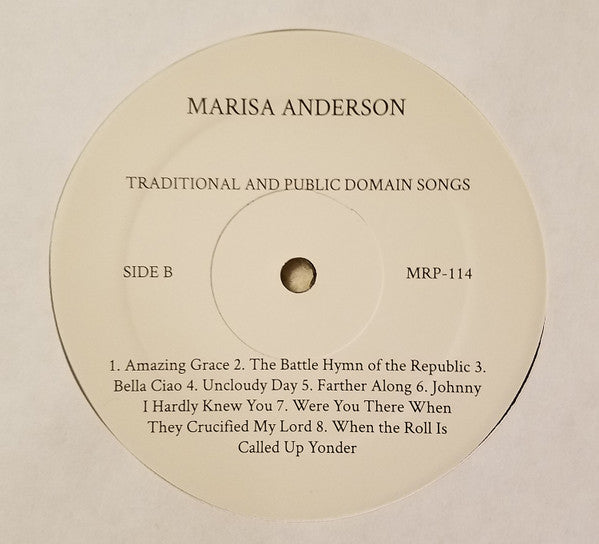 MARISA ANDERSON
TRADITIONAL AND PUBLIC DOMAIN SONGS
SIDE B
MRP-114
1. Amazing Grace 2. The Battle Hymn of the Republic 3.
Bella Ciao 4. Uncloudy Day 5. Farther Along 6. Johnny
I Hardly Knew You 7. Were You There When
They Crucified My Lord 8. When the Roll Is
Called Up Yonder